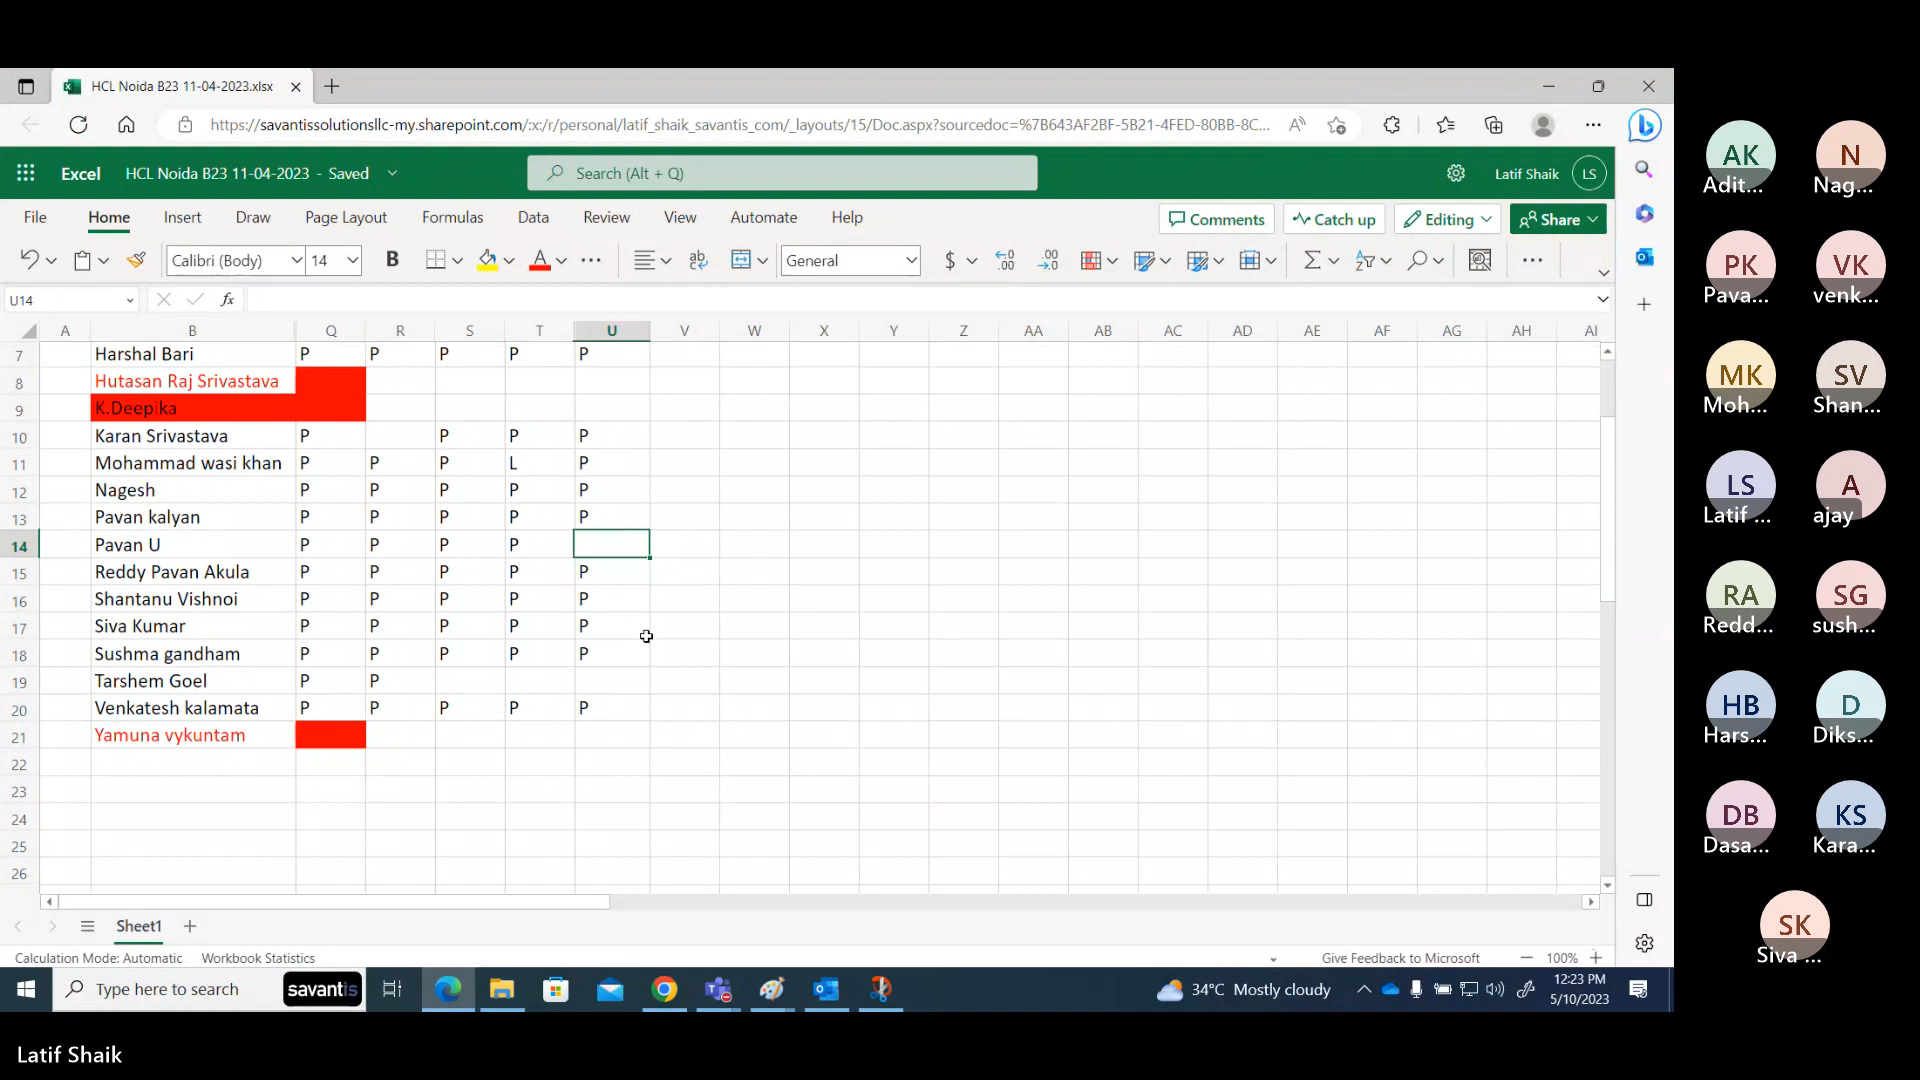 HCL Noida B23 11-04-2023.xlsx
https://savantissolutionsllc-my.sharepoint.com/:x:/r/personal/latif_shaik_savantis_com/_layouts/15/Doc.aspx?sourcedoc=%7B643AF2BF-5B21-4FED-80BB-8C...
Excel HCL Noida B23 11-04-2023 - Saved Search (Alt + Q) Latif Shaik LS
File Home Insert Draw Page Layout Formulas Data Review View Automate Help Comments Catch up Editing Share
Calibri (Body) 14 B A ab General $ .00 .00
U14 fx
A B Q R S T U V W X Y Z AA AB AC AD AE AF AG AH AI
7 Harshal Bari P P P P P
8 Hutasan Raj Srivastava
9 K.Deepika
10 Karan Srivastava P P P P
11 Mohammad wasi khan P P P L P
12 Nagesh P P P P P
13 Pavan kalyan P P P P P
14 Pavan U P P P P
15 Reddy Pavan Akula P P P P P
16 Shantanu Vishnoi P P P P P
17 Siva Kumar P P P P P
18 Sushma gandham P P P P P
19 Tarshem Goel P P
20 Venkatesh kalamata P P P P P
21 Yamuna vykuntam
22
23
24
25
26
Sheet1
Calculation Mode: Automatic Workbook Statistics Give Feedback to Microsoft 100%
Type here to search savantis 34°C Mostly cloudy 12:23 PM
5/10/2023
AK N
Adit... Nag...
PK VK
Pava... venk...
MK SV
Moh... Shan...
LS A
Latif ... ajay
RA SG
Redd... sush...
HB D
Hars... Diks...
DB KS
Dasa... Kara...
SK
Siva ...
Latif Shaik